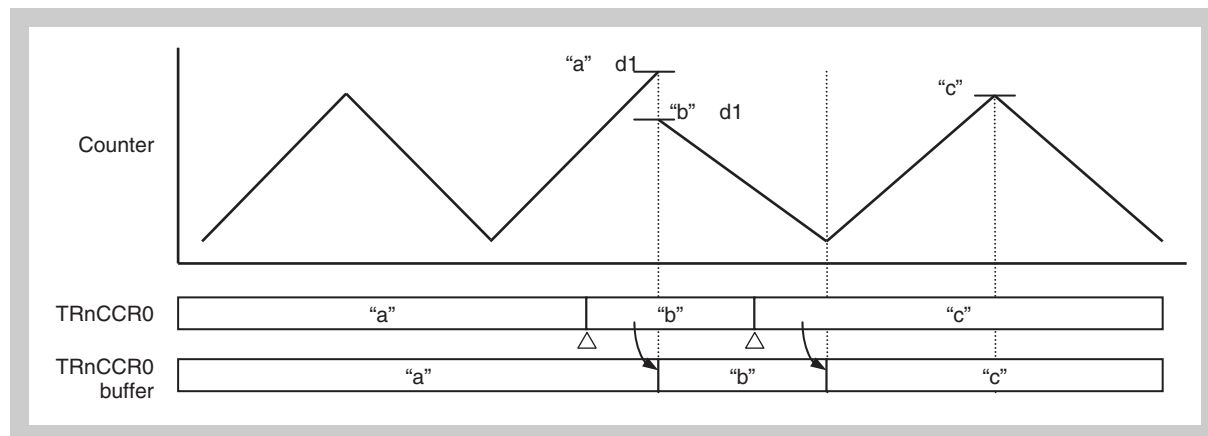 “a” d1
“b” d1
“c”
Counter
TRnCCR0
“a”
“b”
“c”
TRnCCR0
buffer
“a”
“b”
“c”